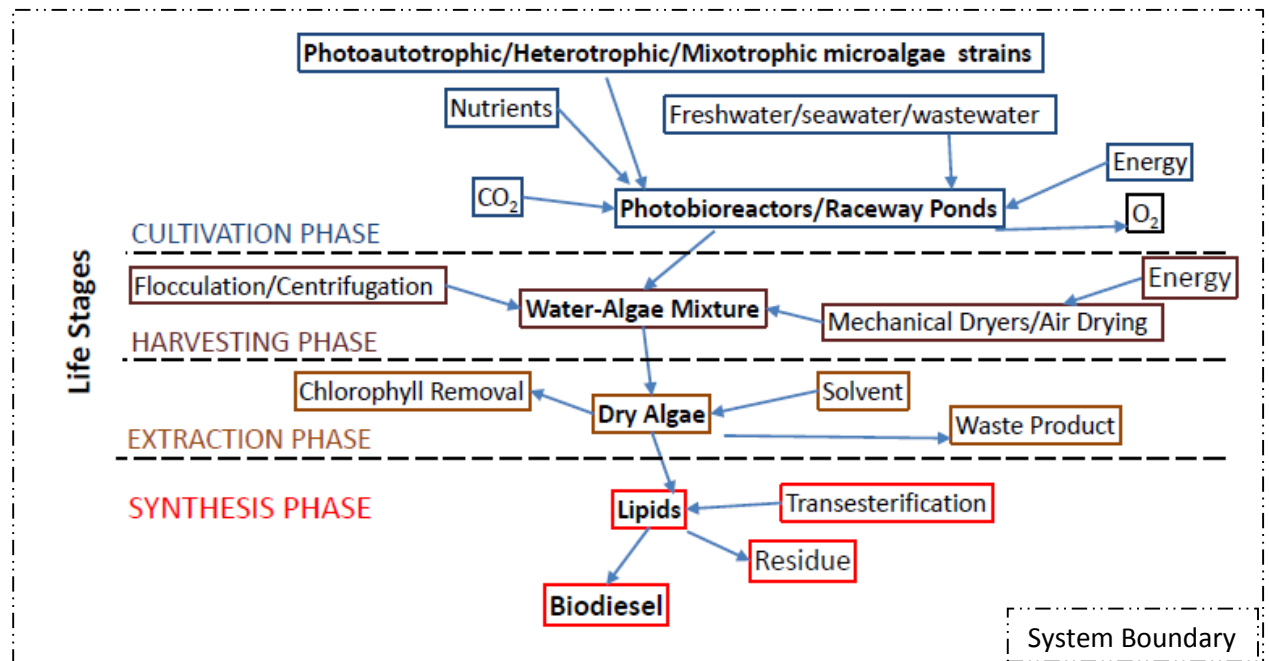 Photoautotrophic/Heterotrophic/Mixotrophic microalgae strains
Nutrients
Freshwater/seawater/wastewater
Energy
CO₂
Photobioreactors/Raceway Ponds
O₂
CULTIVATION PHASE
Life Stages
Flocculation/Centrifugation
Energy
Water-Algae Mixture
Mechanical Dryers/Air Drying
HARVESTING PHASE
Chlorophyll Removal
Solvent
Dry Algae
Waste Product
EXTRACTION PHASE
SYNTHESIS PHASE
Lipids
Transesterification
Residue
Biodiesel
System Boundary